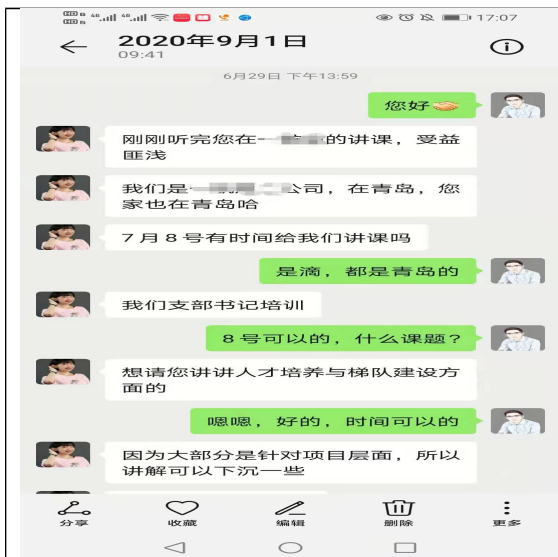 HD B 4G 4G 17:07
2020年9月1日
09:41
6月29日 下午13:59
您好🤝
刚刚听完您在一 的讲课，受益
匪浅
我们是一 公司，在青岛，您
家也在青岛哈
7月8号有时间给我们讲课吗
是滴，都是青岛的
我们支部书记培训
8号可以的，什么课题？
想请您讲讲人才培养与梯队建设方
面的
嗯嗯，好的，时间可以的
因为大部分是针对项目层面，所以
讲解可以下沉一些
分享 收藏 编辑 删除 更多